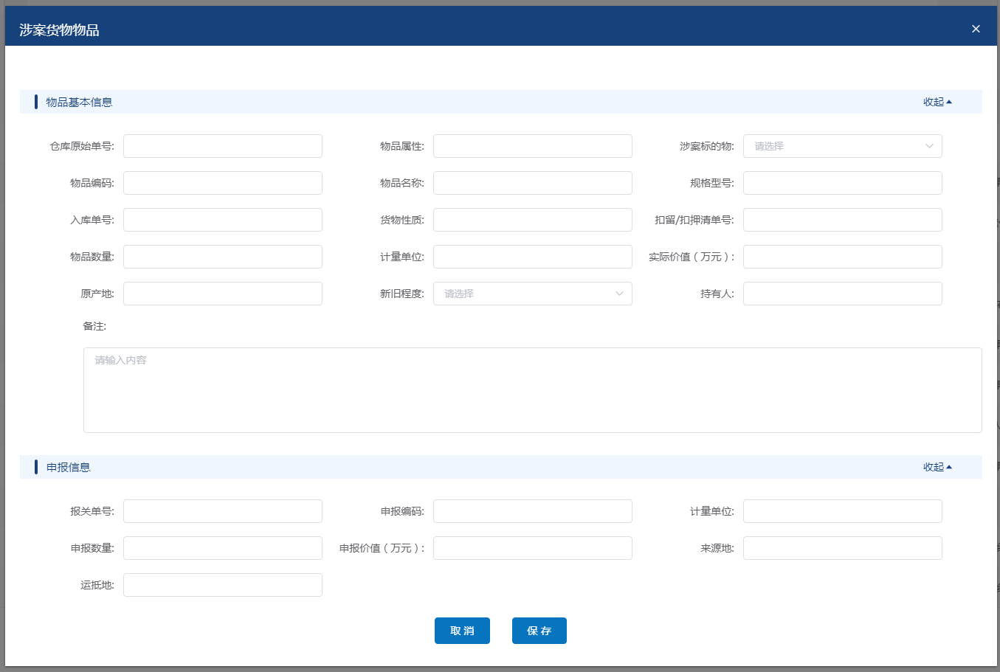 涉案货物物品
物品基本信息 收起
仓库原始单号: 物品属性: 涉案标的物: 请选择
物品编码: 物品名称: 规格型号:
入库单号: 货物性质: 扣留/扣押清单号:
物品数量: 计量单位: 实际价值（万元）:
原产地: 新旧程度: 请选择 持有人:
备注:
请输入内容
申报信息 收起
报关单号: 申报编码: 计量单位:
申报数量: 申报价值（万元）: 来源地:
运抵地:
取消 保存